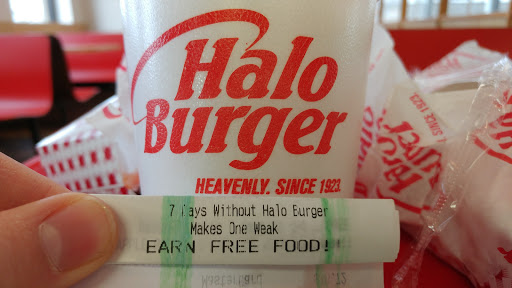 Halo
Burger
HEAVENLY. SINCE 1923.
7 Days Without Halo Burger
Makes One Weak
EARN FREE FOOD!